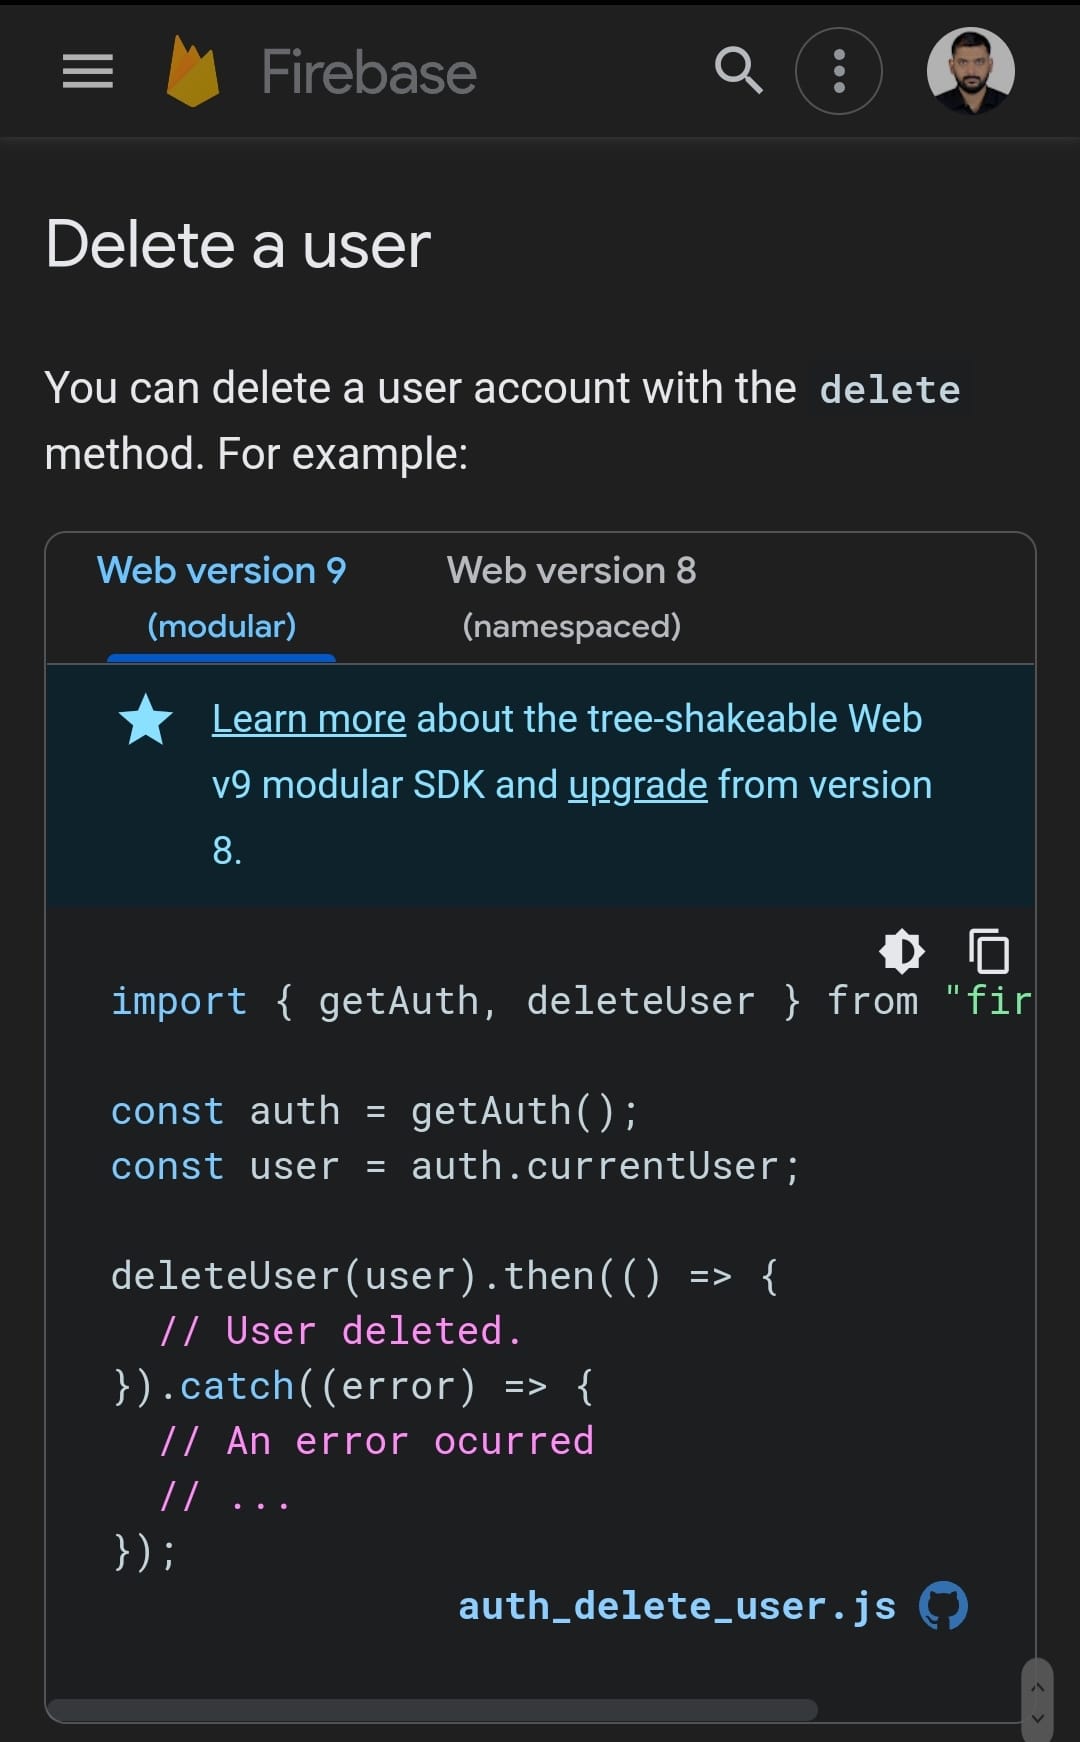 Firebase
Delete a user
You can delete a user account with the delete
method. For example:
Web version 9
(modular)
Web version 8
(namespaced)
Learn more about the tree-shakeable Web
v9 modular SDK and upgrade from version
8.
import { getAuth, deleteUser } from "fir
const auth = getAuth();
const user = auth.currentUser;
deleteUser(user).then(() => {
// User deleted.
}).catch((error) => {
// An error ocurred
// ...
});
auth_delete_user.js